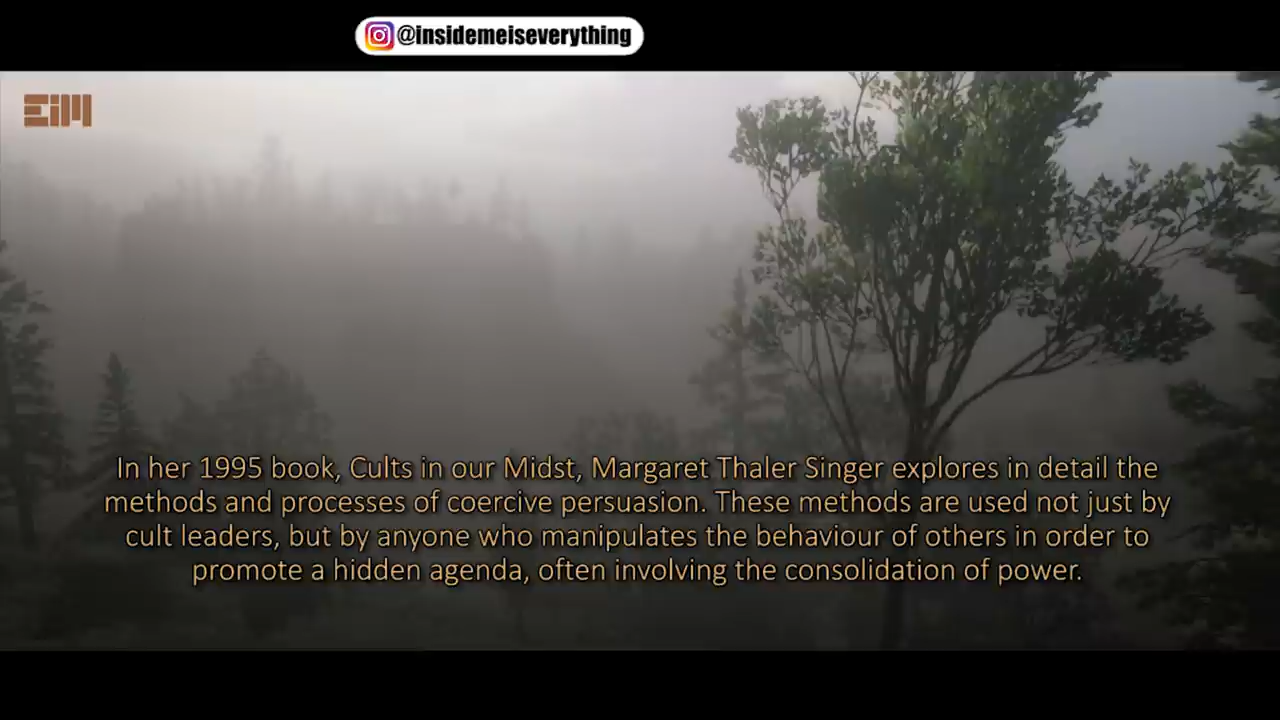 @insidemeiseverything
EiM
In her 1995 book, Cults in our Midst, Margaret Thaler Singer explores in detail the
methods and processes of coercive persuasion. These methods are used not just by
cult leaders, but by anyone who manipulates the behaviour of others in order to
promote a hidden agenda, often involving the consolidation of power.